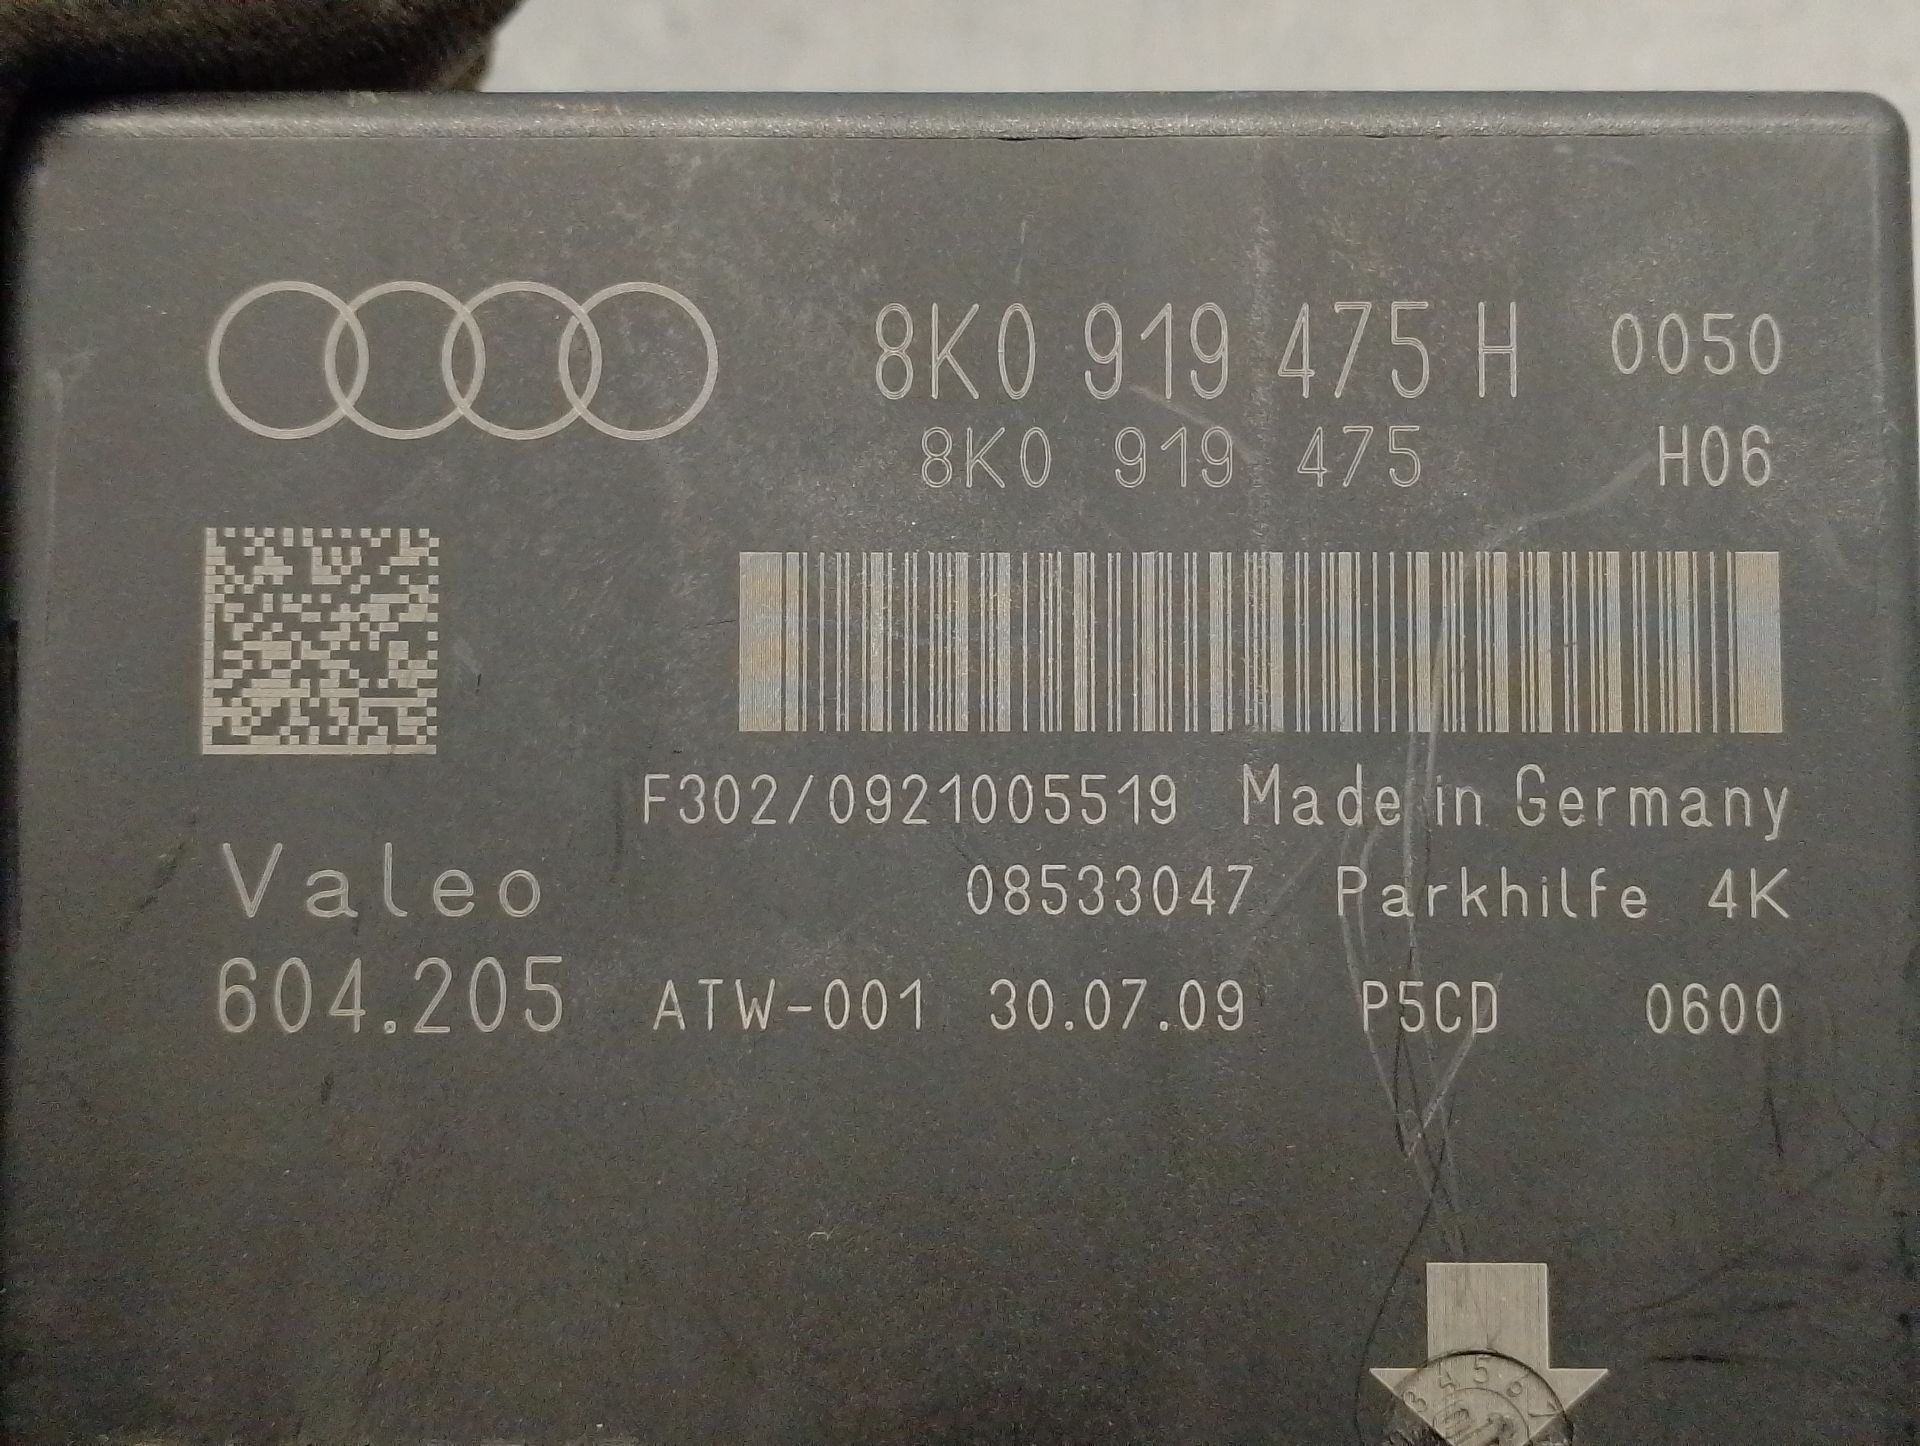 8K0 919 475 H 0050
8K0 919 475 H06
F302/0921005519 Made in Germany
Valeo 08533047 Parkhilfe 4K
604.205 ATW-001 30.07.09 P5CD 0600